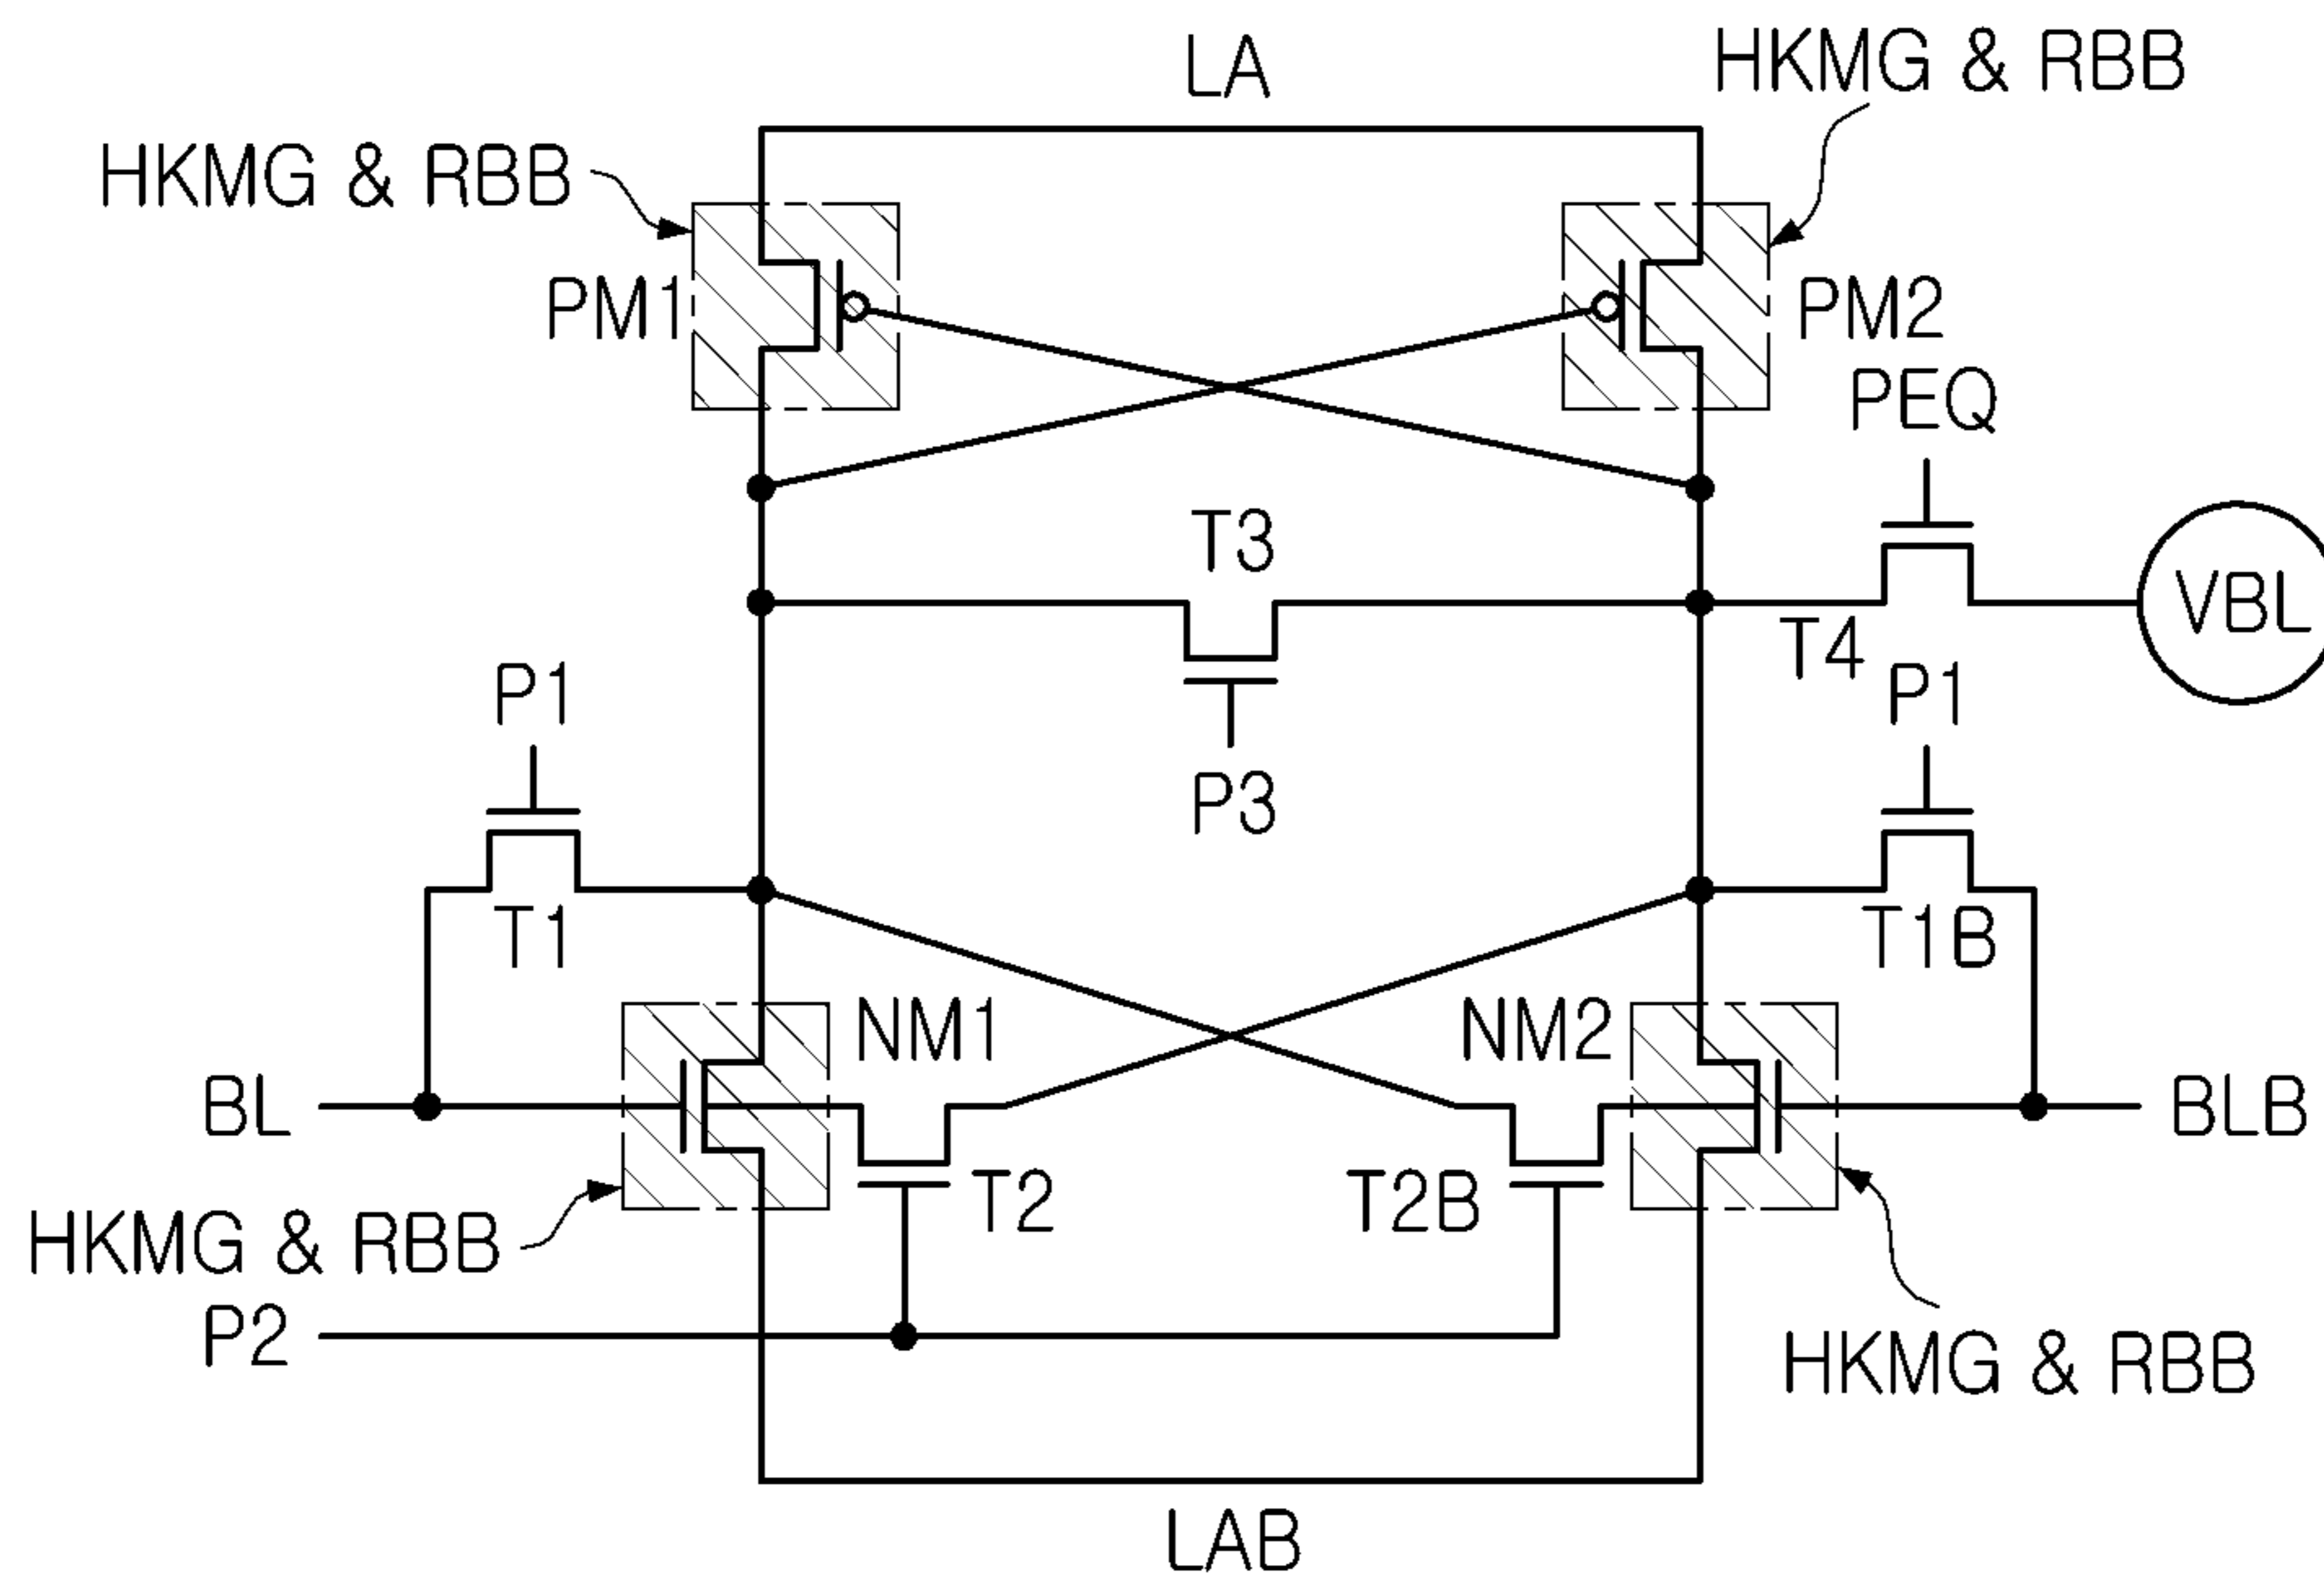 LA
HKMG & RBB
HKMG & RBB
PM1
PM2
PEQ
T3
VBL
T4
P1
P1
P3
T1
T1B
NM1
NM2
BL
BLB
T2
T2B
HKMG & RBB
P2
HKMG & RBB
LAB